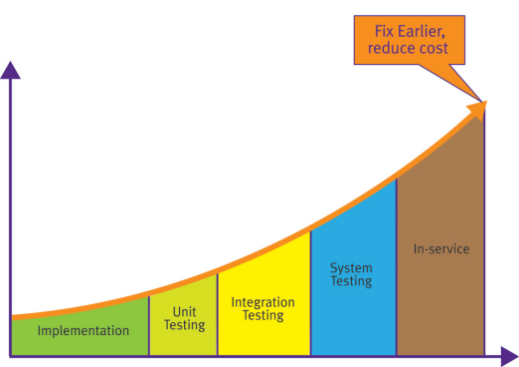 Fix Earlier,
reduce cost
Implementation
Unit
Testing
Integration
Testing
System
Testing
In-service